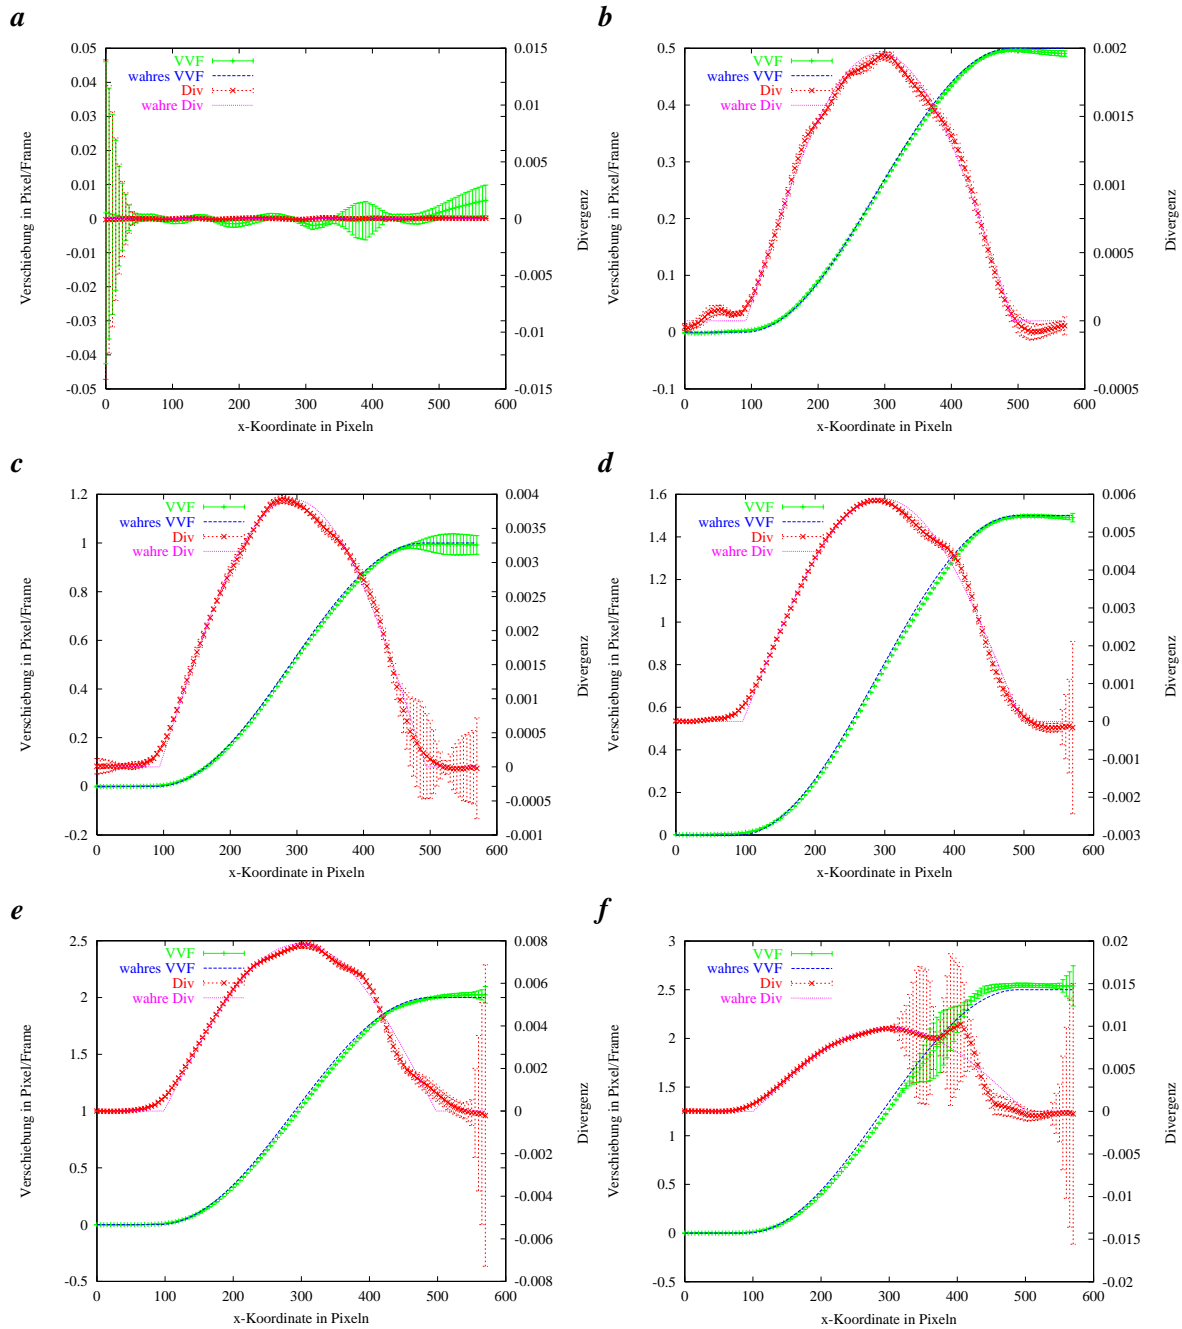 a
0.05
0.04
0.03
0.02
0.01
0
-0.01
-0.02
-0.03
-0.04
-0.05
0.015
0.01
0.005
0
-0.005
-0.01
-0.015
0 100 200 300 400 500 600
x-Koordinate in Pixeln
Verschiebung in Pixel/Frame
Divergenz
VVF
wahres VVF
Div
wahre Div
b
0.5
0.4
0.3
0.2
0.1
0
-0.1
0.002
0.0015
0.001
0.0005
0
-0.0005
0 100 200 300 400 500 600
x-Koordinate in Pixeln
Verschiebung in Pixel/Frame
Divergenz
VVF
wahres VVF
Div
wahre Div
c
1.2
1
0.8
0.6
0.4
0.2
0
-0.2
0.004
0.0035
0.003
0.0025
0.002
0.0015
0.001
0.0005
0
-0.0005
-0.001
0 100 200 300 400 500 600
x-Koordinate in Pixeln
Verschiebung in Pixel/Frame
Divergenz
VVF
wahres VVF
Div
wahre Div
d
1.6
1.4
1.2
1
0.8
0.6
0.4
0.2
0
0.006
0.005
0.004
0.003
0.002
0.001
0
-0.001
-0.002
-0.003
0 100 200 300 400 500 600
x-Koordinate in Pixeln
Verschiebung in Pixel/Frame
Divergenz
VVF
wahres VVF
Div
wahre Div
e
2.5
2
1.5
1
0.5
0
-0.5
0.008
0.006
0.004
0.002
0
-0.002
-0.004
-0.006
-0.008
0 100 200 300 400 500 600
x-Koordinate in Pixeln
Verschiebung in Pixel/Frame
Divergenz
VVF
wahres VVF
Div
wahre Div
f
3
2.5
2
1.5
1
0.5
0
-0.5
0.02
0.015
0.01
0.005
0
-0.005
-0.01
-0.015
-0.02
0 100 200 300 400 500 600
x-Koordinate in Pixeln
Verschiebung in Pixel/Frame
Divergenz
VVF
wahres VVF
Div
wahre Div